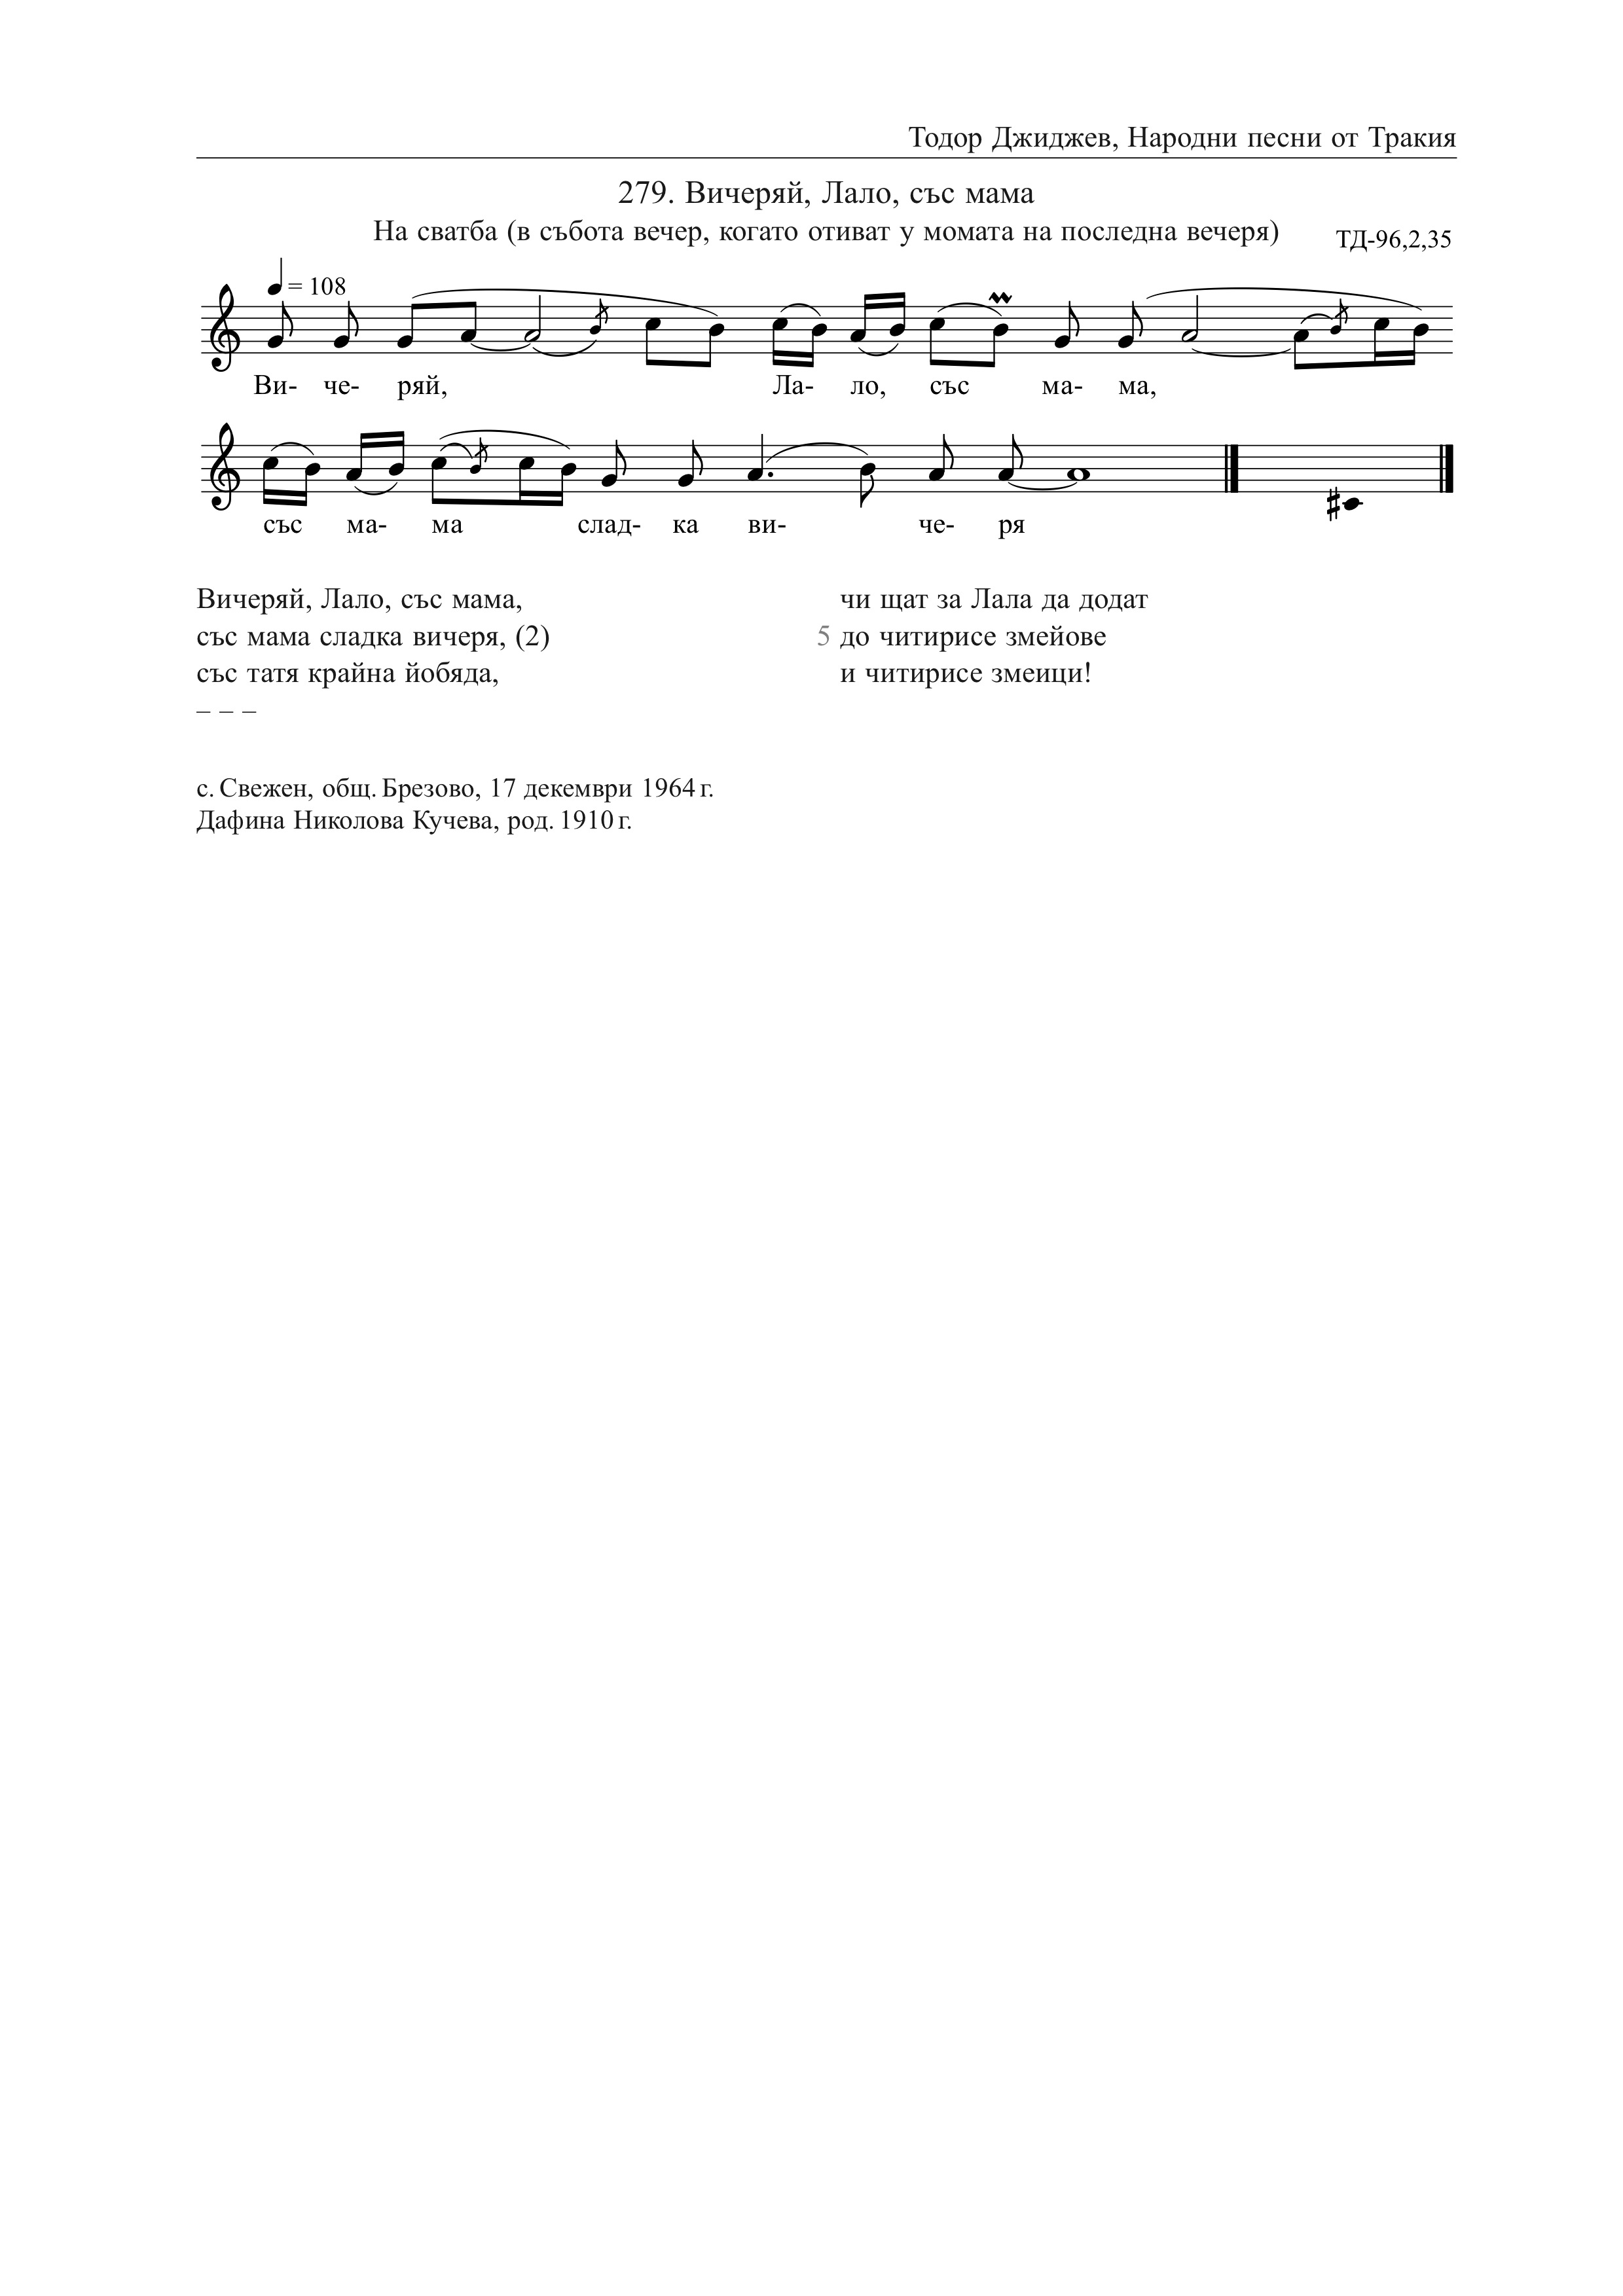 Тодор Джиджев, Народни песни от Тракия
279. Вичеряй, Лало, със мама
На сватба (в събота вечер, когато отиват у момата на последна вечеря)
ТД-96,2,35
= 108
Ви- че- ряй, Ла- ло, със ма- ма,
със ма- ма слад- ка ви- че- ря
Вичеряй, Лало, със мама,
със мама сладка вичеря, (2)
със татя крайна йобяда,
– – –
чи щат за Лала да додат
5 до читирисе змейове
и читирисе змеици!
с. Свежен, общ. Брезово, 17 декември 1964 г.
Дафина Николова Кучева, род. 1910 г.